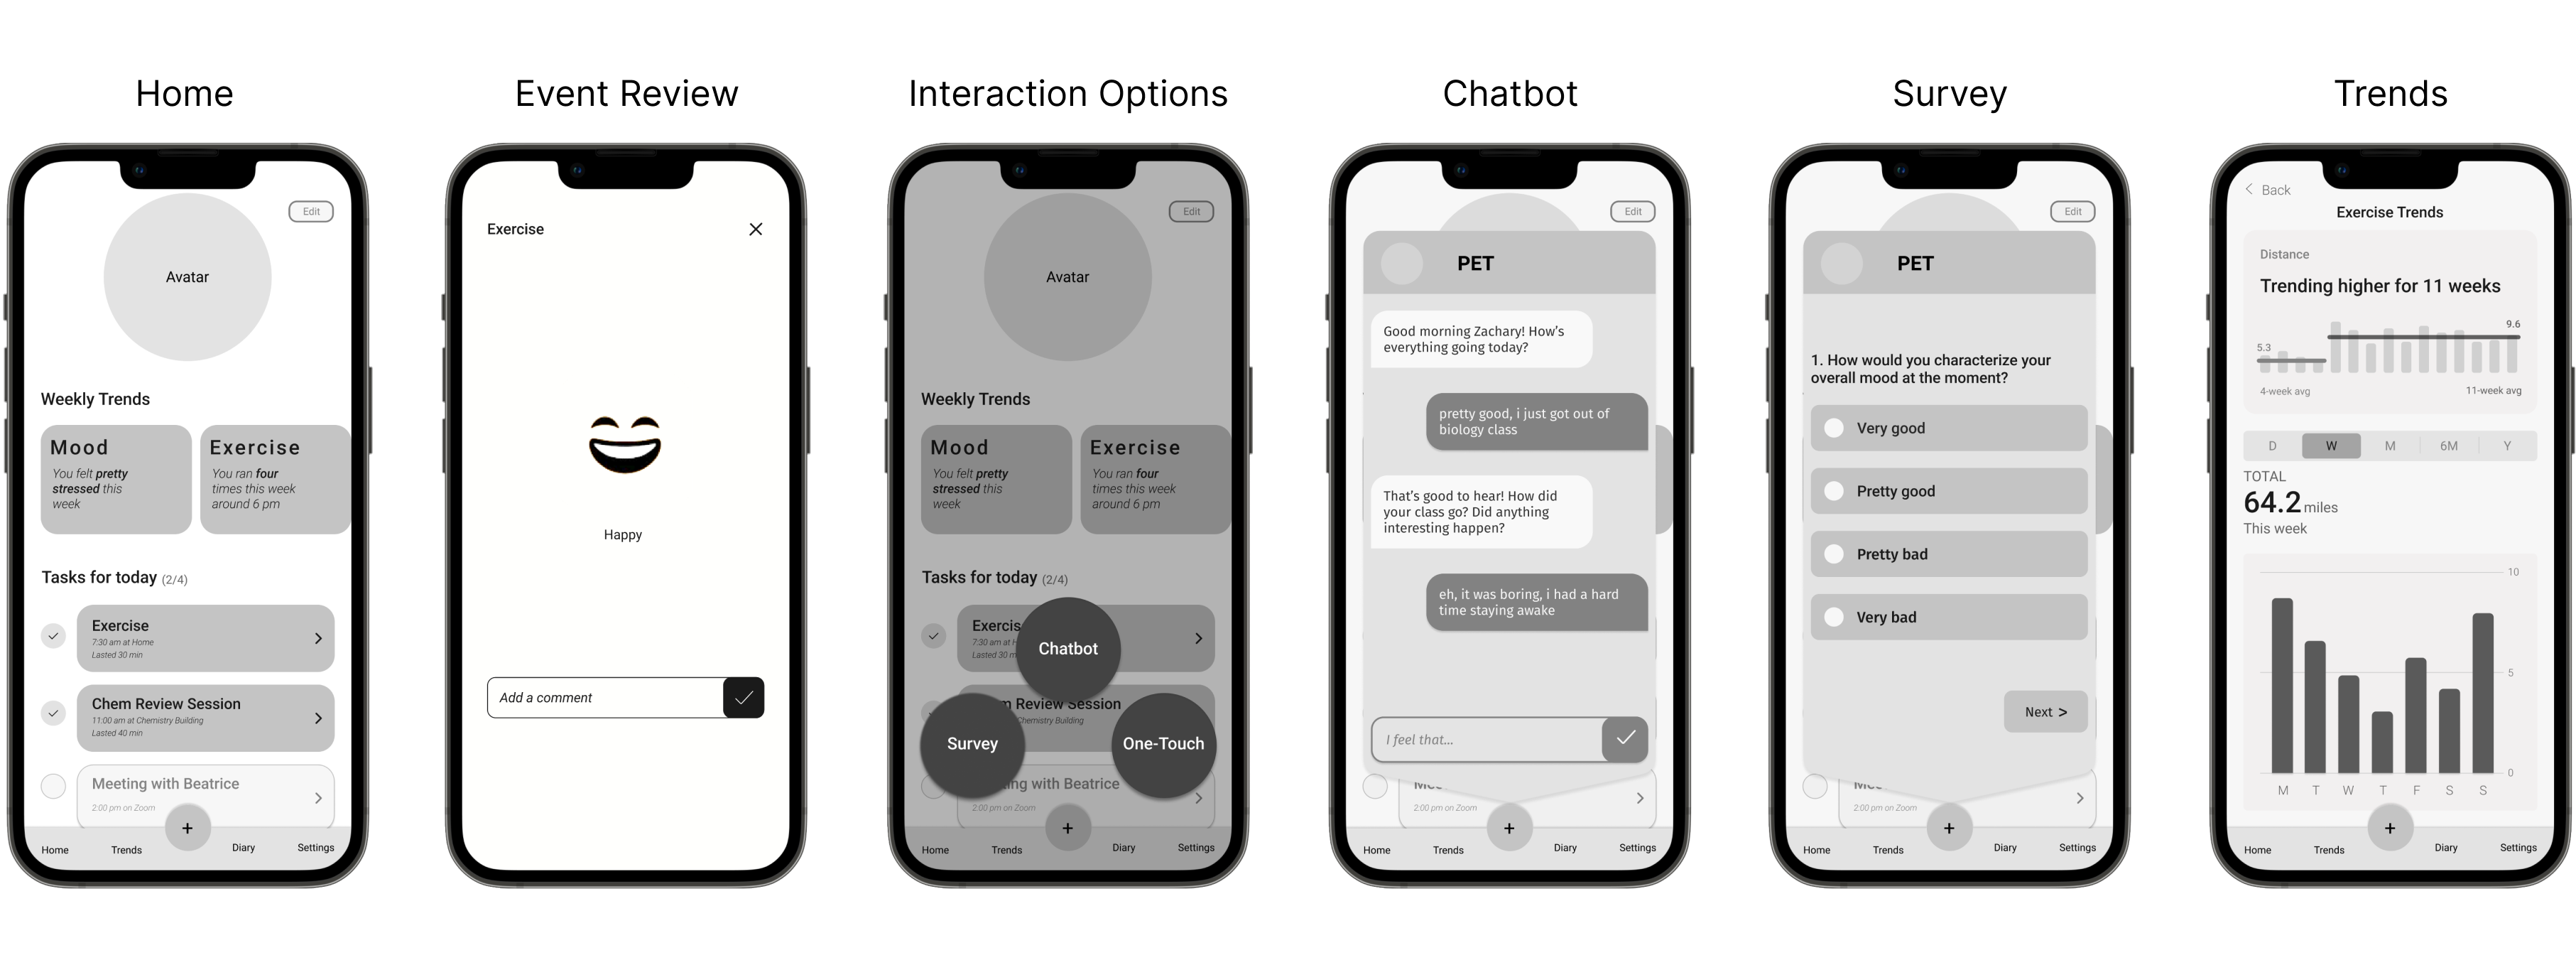 Home
Edit
Avatar
Weekly Trends
Mood
You felt pretty
stressed this
week
Exercise
You ran four
times this week
around 6 pm
Tasks for today (2/4)
Exercise
7:30 am at Home
Lasted 30 min
Chem Review Session
11:00 am at Chemistry Building
Lasted 40 min
Meeting with Beatrice
2:00 pm on Zoom
+
Home
Trends
Diary
Settings
Event Review
Exercise
Happy
Add a comment
Interaction Options
Edit
Avatar
Weekly Trends
Mood
You felt pretty
stressed this
week
Exercise
You ran four
times this week
around 6 pm
Tasks for today (2/4)
Exercis
7:30 am at H
Lasted 30 m
Chatbot
Review Session
Chemistry Building
Survey
One-Touch
ng with Beatrice
2:00 pm on Zoom
+
Home
Trends
Diary
Settings
Chatbot
Edit
PET
Good morning Zachary! How's
everything going today?
pretty good, i just got out of
biology class
That's good to hear! How did
your class go? Did anything
interesting happen?
eh, it was boring, i had a hard
time staying awake
I feel that...
2:00 pm on Zoom
+
Home
Trends
Diary
Settings
Survey
Edit
PET
1. How would you characterize your
overall mood at the moment?
Very good
Pretty good
Pretty bad
Very bad
Next >
2:00 pm on Zoom
+
Home
Trends
Diary
Settings
Trends
< Back
Exercise Trends
Distance
Trending higher for 11 weeks
9.6
5.3
4-week avg
11-week avg
D W M 6M Y
TOTAL
64.2 miles
This week
10
5
0
M T W T F S S
+
Home
Trends
Diary
Settings